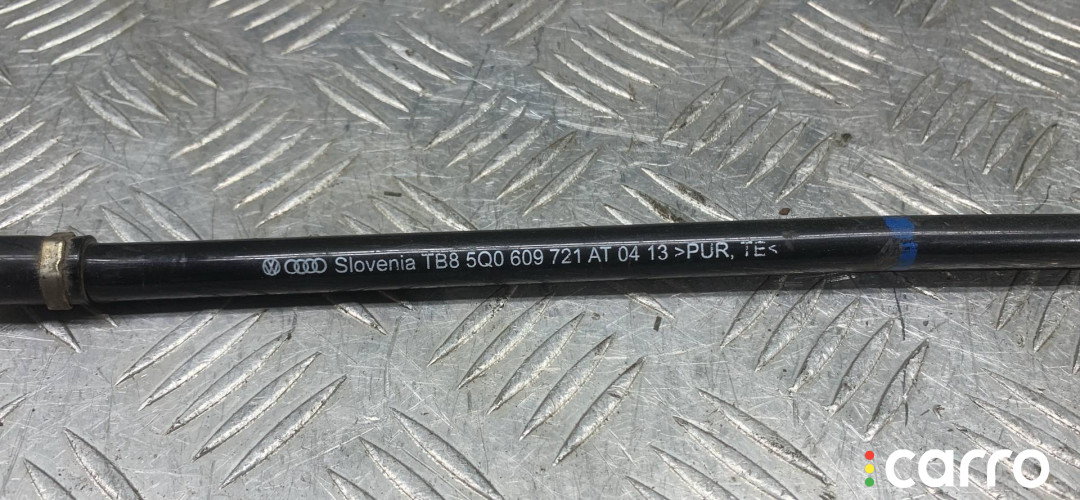 Slovenia TB8 5Q0 609 721 AT 04 13 >PUR, TE<
carro